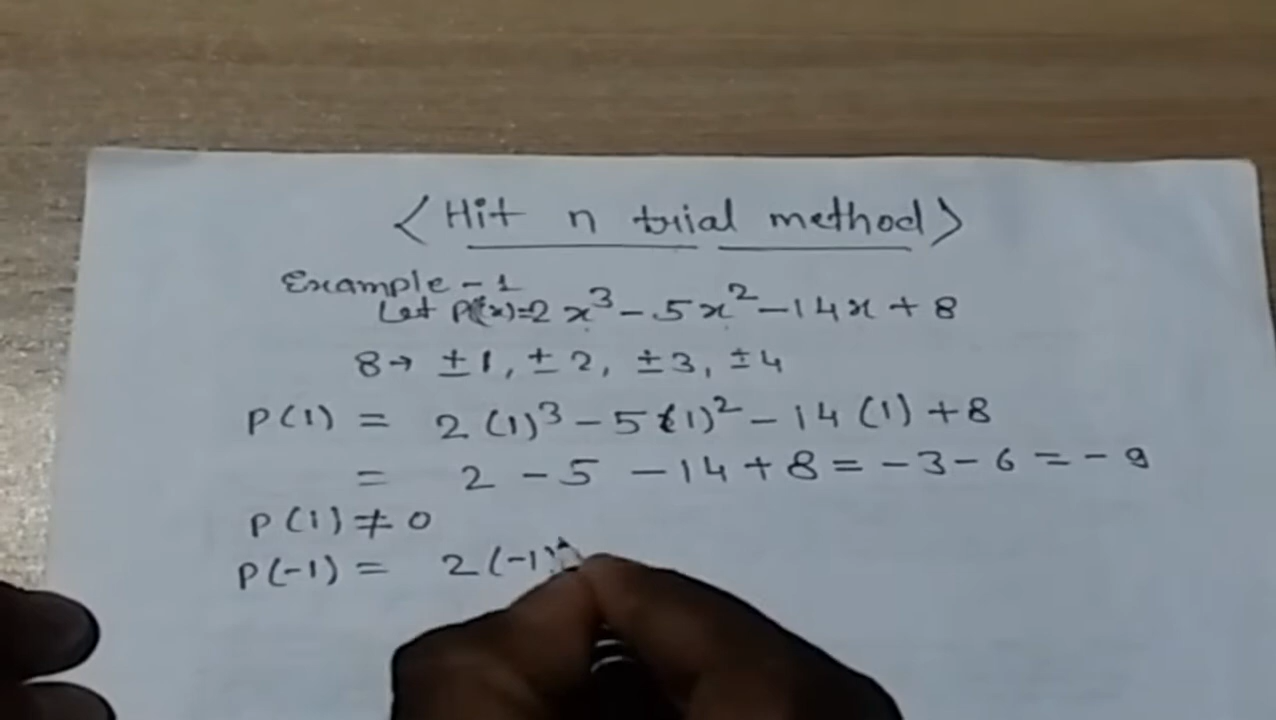 <Hit n trial method>
Example - 1
Let P(x)=2x³-5x²-14x+8
8→ ±1, ±2, ±3, ±4
P(1) = 2(1)³-5(1)²-14(1)+8
= 2-5-14+8=-3-6=-9
P(1)≠0
P(-1) = 2(-1)